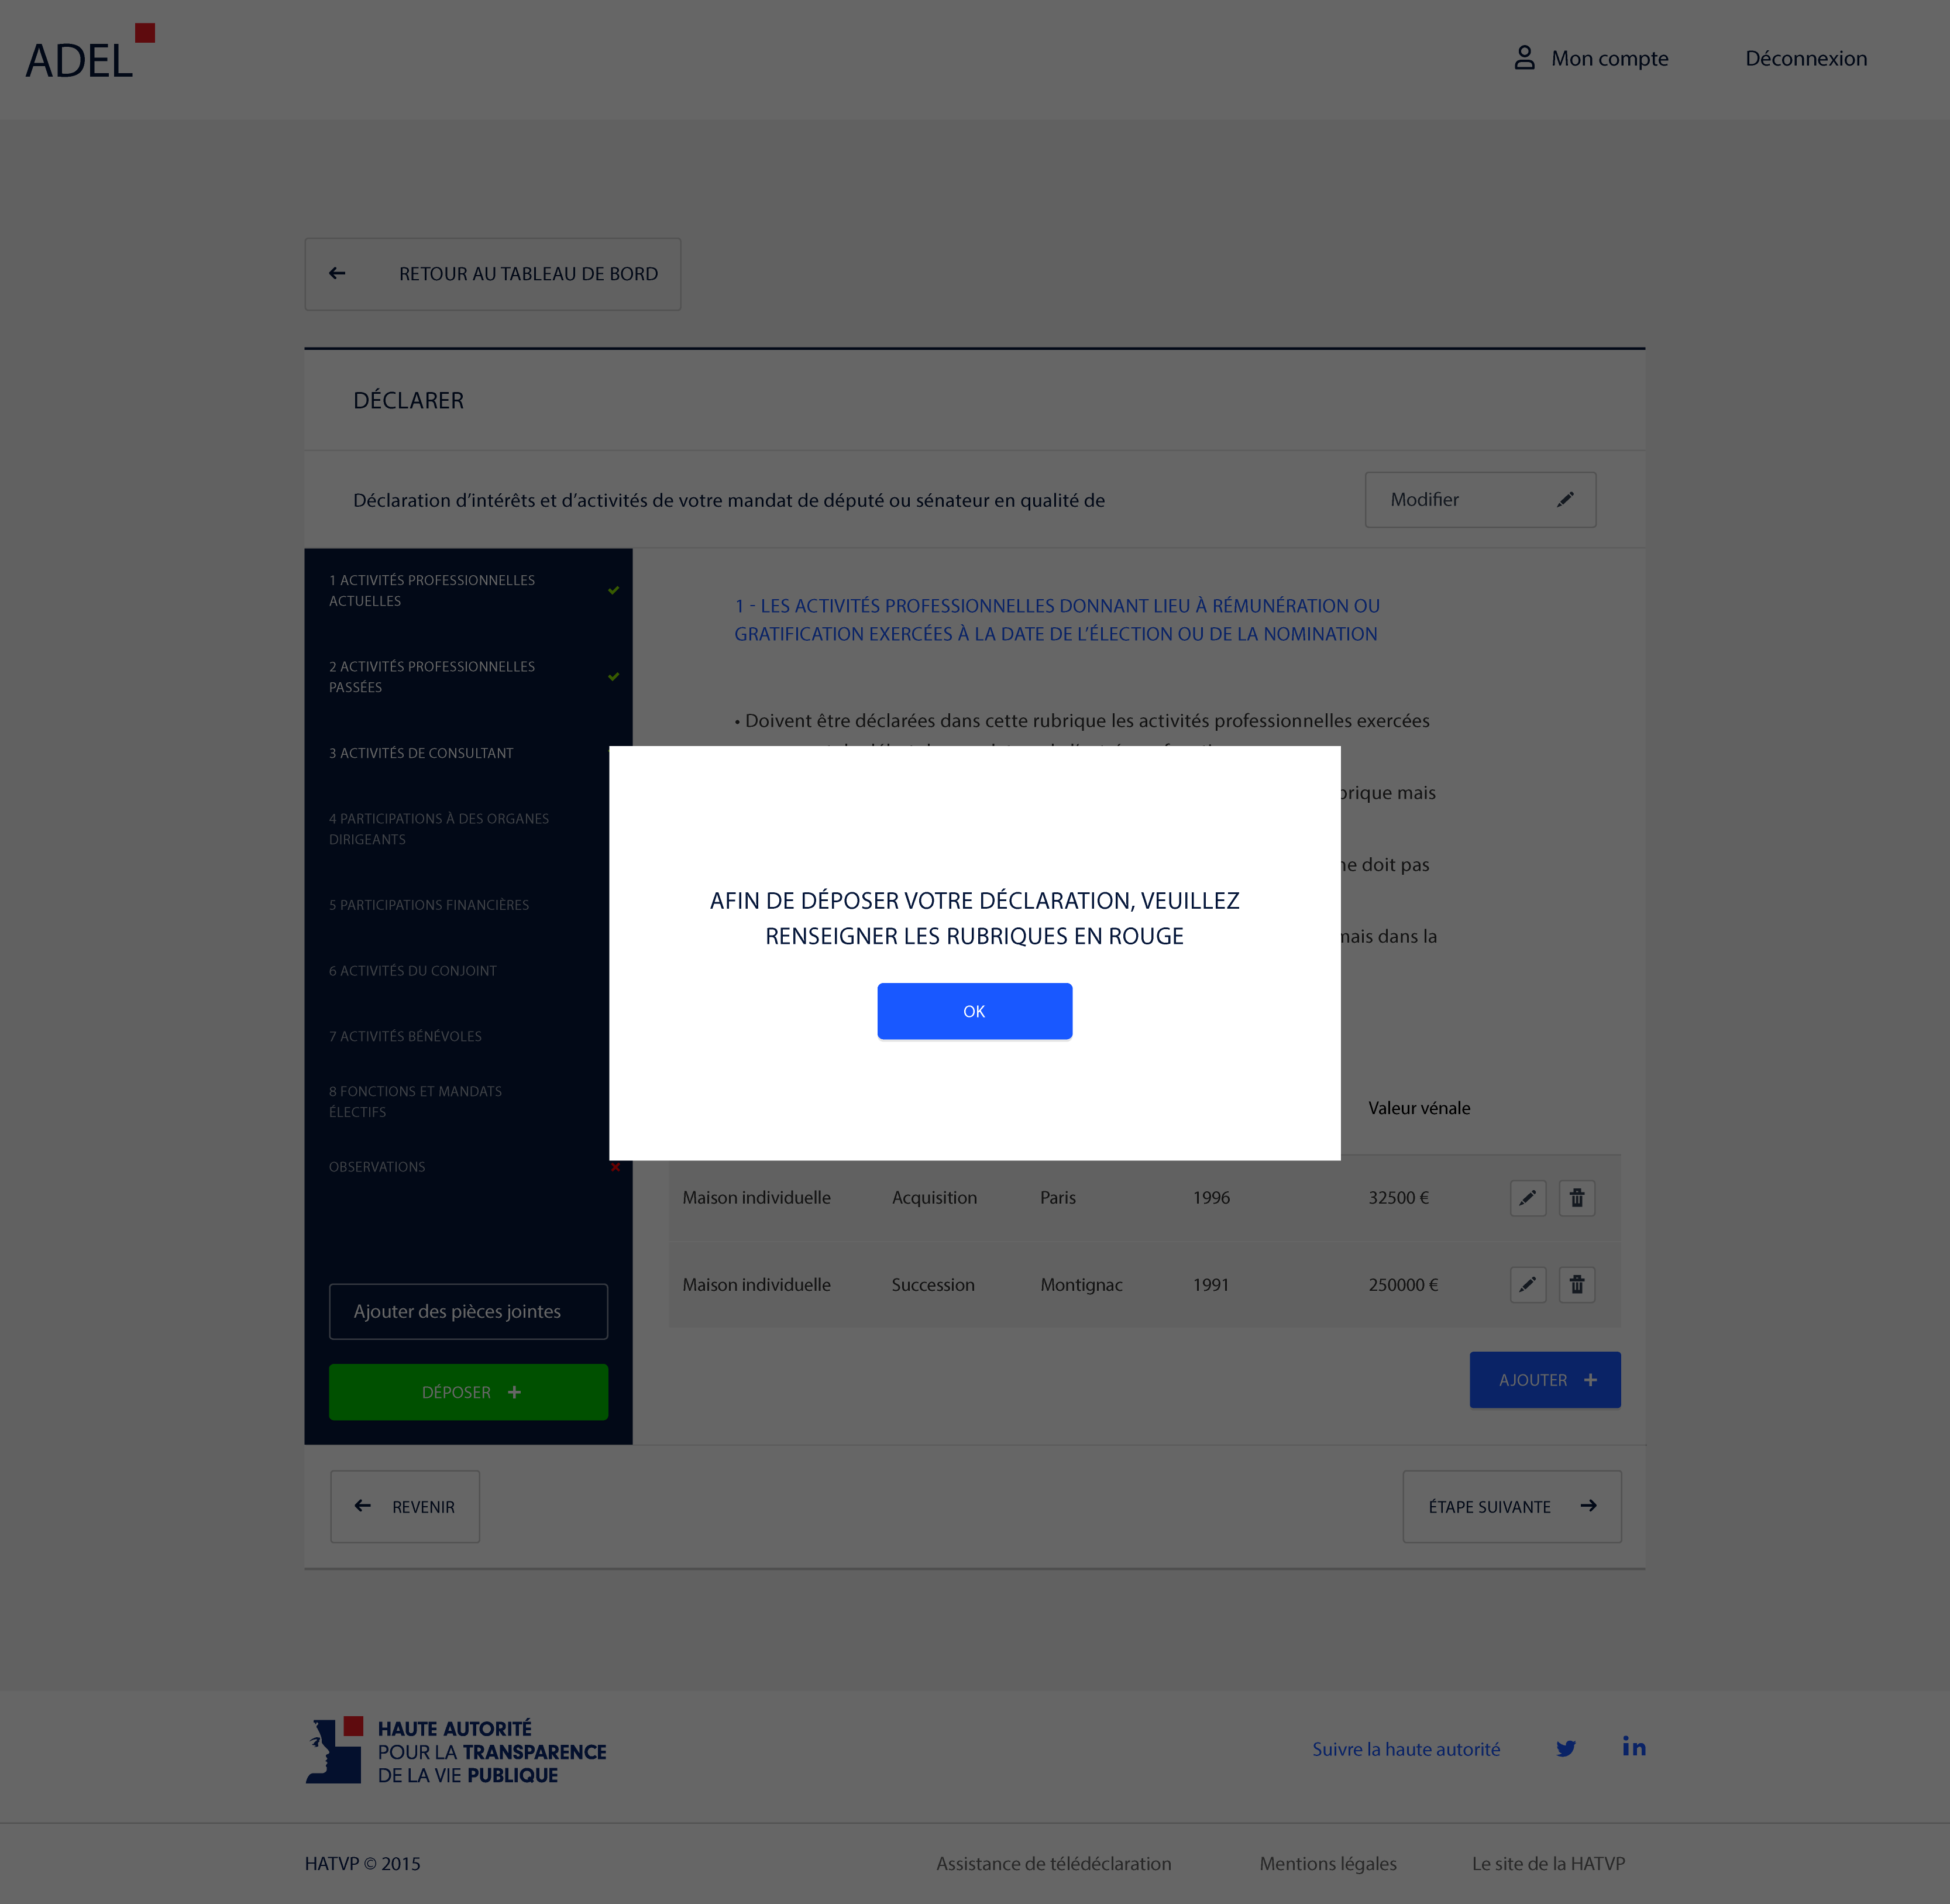 ADEL
Mon compte
Déconnexion
RETOUR AU TABLEAU DE BORD
DÉCLARER
Déclaration d’intérêts et d’activités de votre mandat de député ou sénateur en qualité de
Modifier
1 ACTIVITÉS PROFESSIONNELLES
ACTUELLES
2 ACTIVITÉS PROFESSIONNELLES
PASSÉES
3 ACTIVITÉS DE CONSULTANT
4 PARTICIPATIONS À DES ORGANES
DIRIGEANTS
5 PARTICIPATIONS FINANCIÈRES
6 ACTIVITÉS DU CONJOINT
7 ACTIVITÉS BÉNÉVOLES
8 FONCTIONS ET MANDATS
ÉLECTIFS
OBSERVATIONS
Ajouter des pièces jointes
DÉPOSER
1 - LES ACTIVITÉS PROFESSIONNELLES DONNANT LIEU À RÉMUNÉRATION OU
GRATIFICATION EXERCÉES À LA DATE DE L’ÉLECTION OU DE LA NOMINATION
• Doivent être déclarées dans cette rubrique les activités professionnelles exercées
mais
doit pas
dans la
AFIN DE DÉPOSER VOTRE DÉCLARATION, VEUILLEZ
RENSEIGNER LES RUBRIQUES EN ROUGE
OK
Valeur vénale
Maison individuelle Acquisition Paris 1996 32500 €
Maison individuelle Succession Montignac 1991 250000 €
AJOUTER
REVENIR
ÉTAPE SUIVANTE
HAUTE AUTORITÉ
POUR LA TRANSPARENCE
DE LA VIE PUBLIQUE
Suivre la haute autorité
HATVP © 2015
Assistance de télédéclaration
Mentions légales
Le site de la HATVP